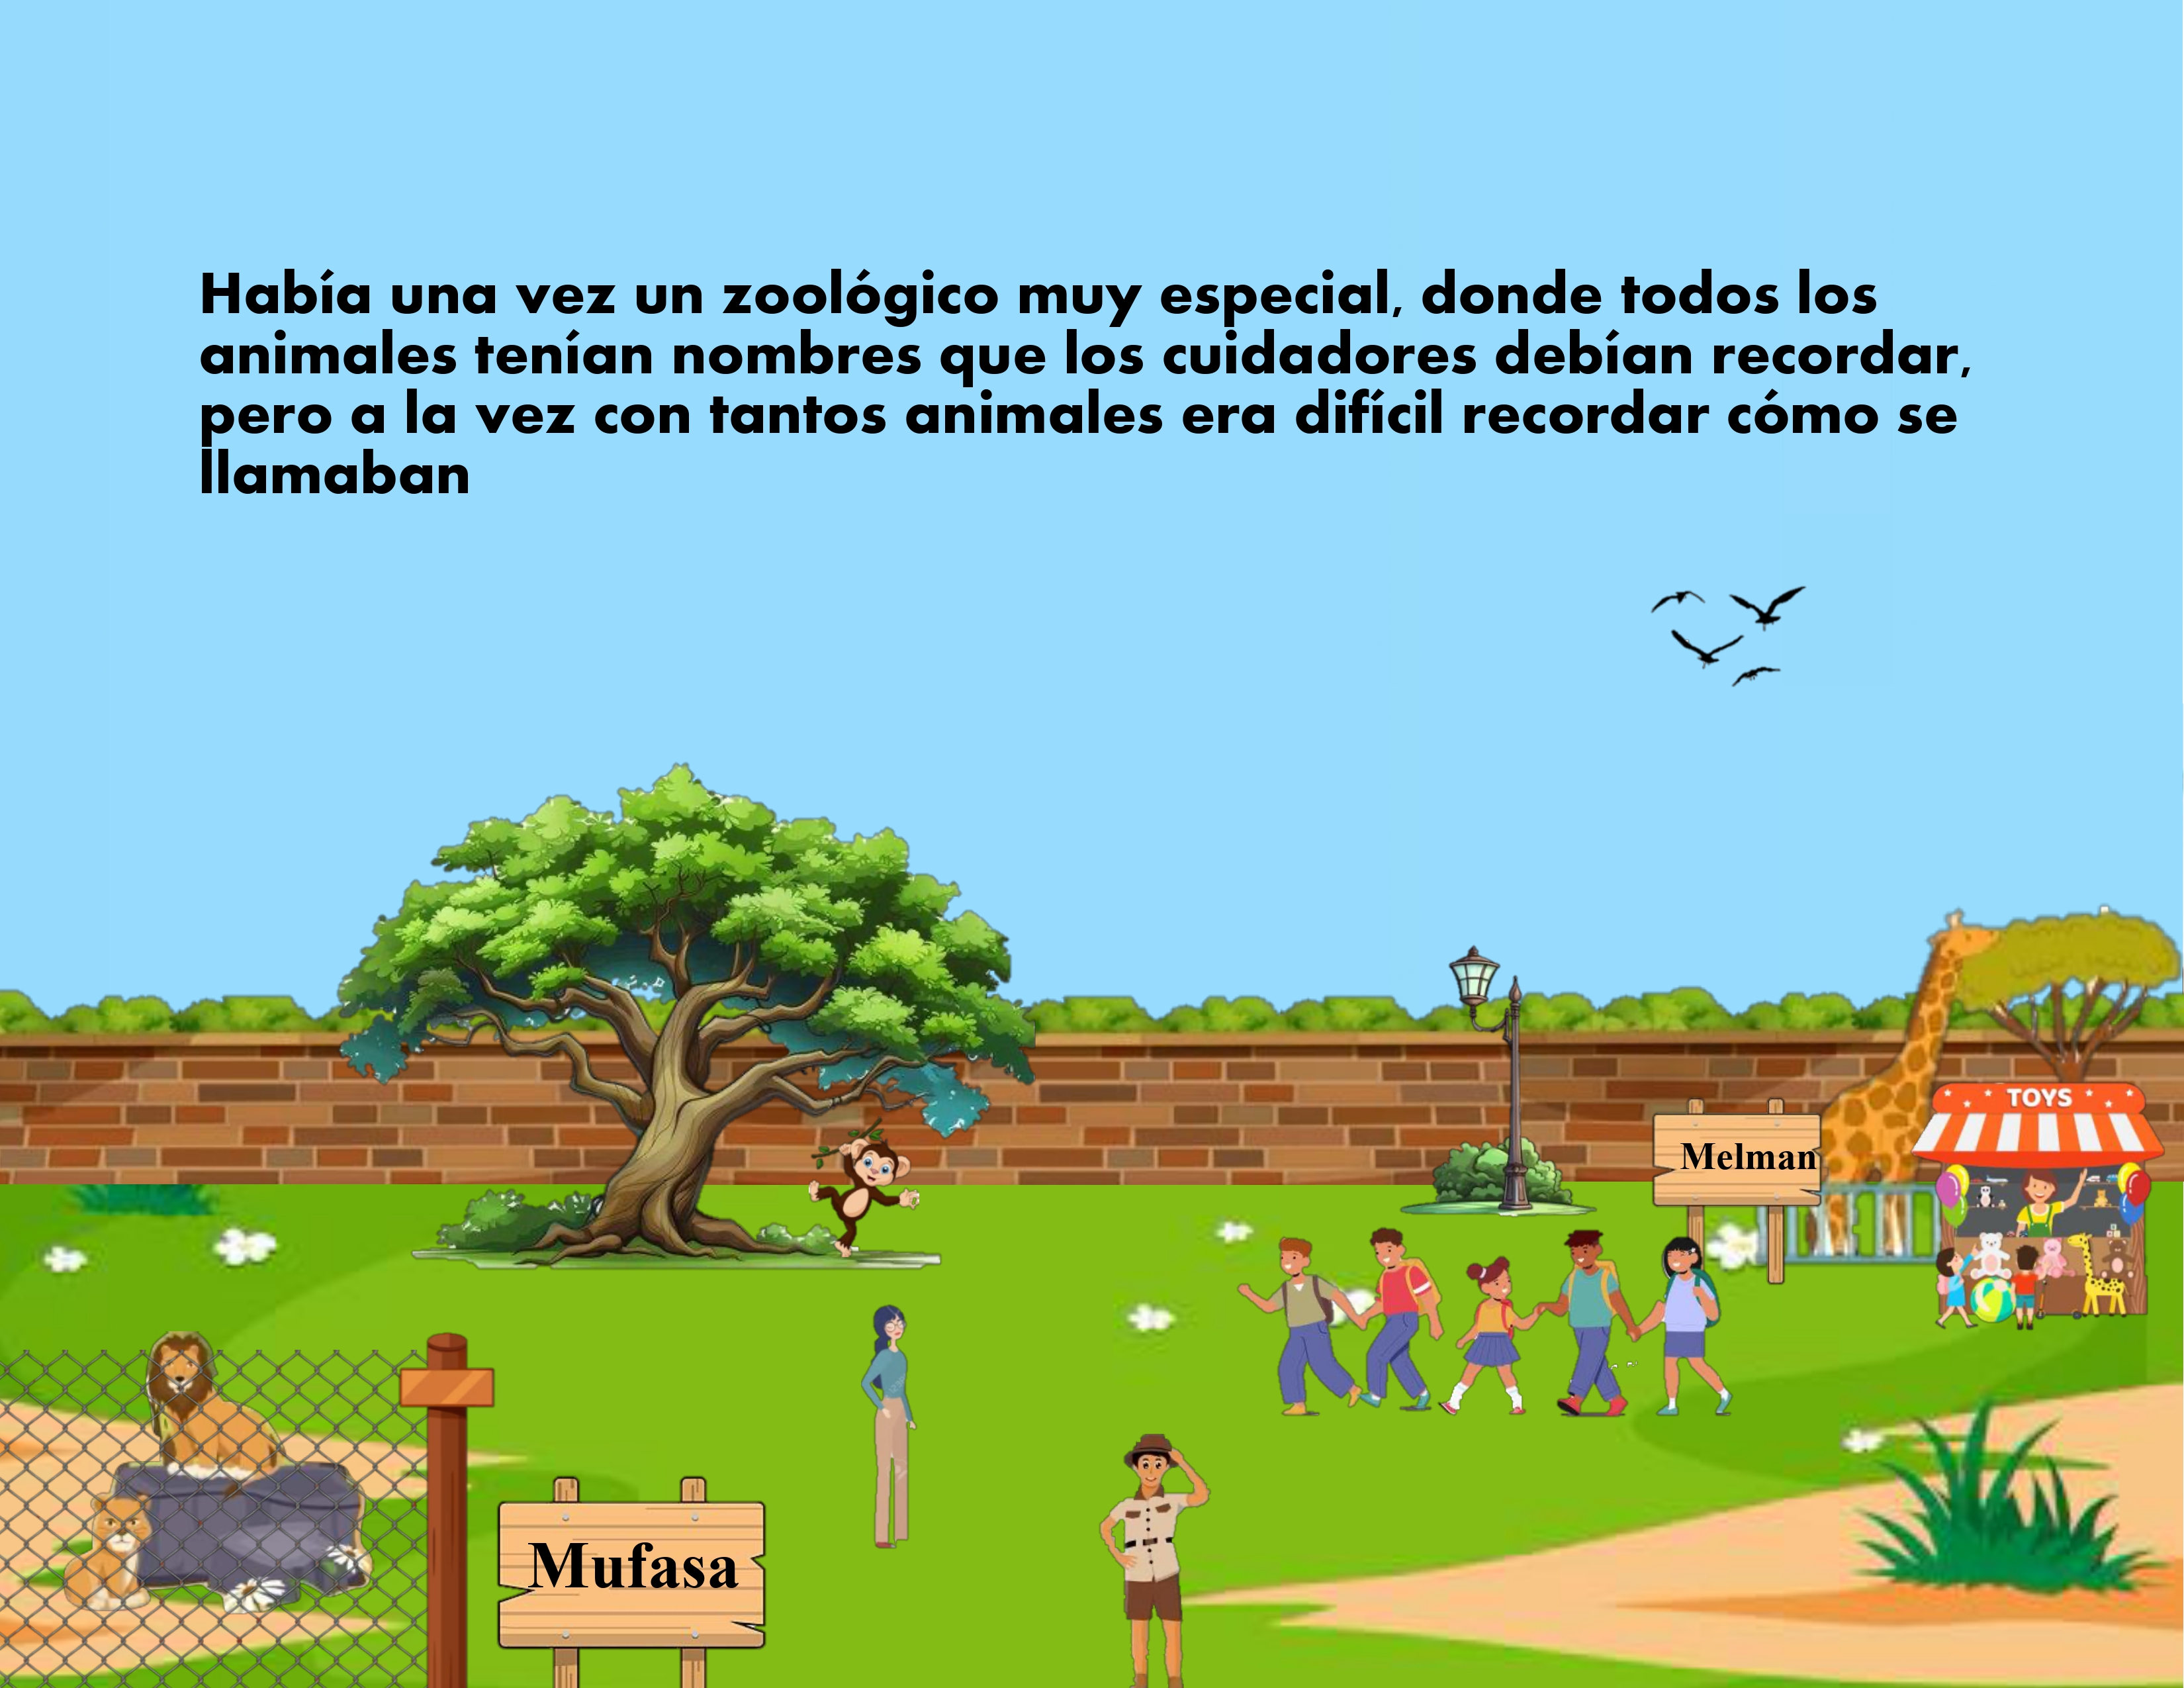 Había una vez un zoológico muy especial, donde todos los
animales tenían nombres que los cuidadores debían recordar,
pero a la vez con tantos animales era difícil recordar cómo se
llamaban
TOYS
Melman
Mufasa